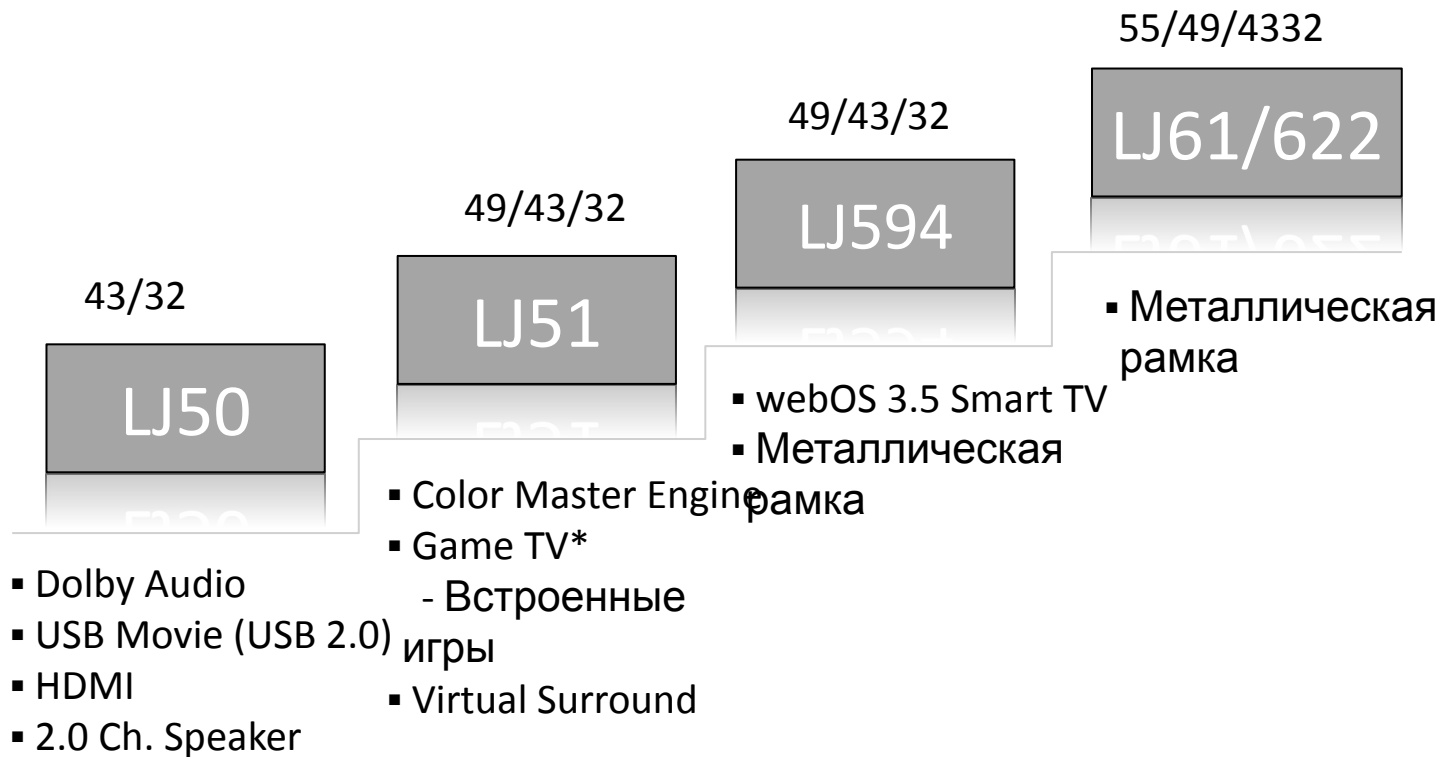 43/32
LJ50
▪ Dolby Audio
▪ USB Movie (USB 2.0)
▪ HDMI
▪ 2.0 Ch. Speaker
49/43/32
LJ51
▪ Color Master Engine
▪ Game TV*
- Встроенные
игры
▪ Virtual Surround
49/43/32
LJ594
▪ webOS 3.5 Smart TV
▪ Металлическая
рамка
55/49/4332
LJ61/622
▪ Металлическая
рамка